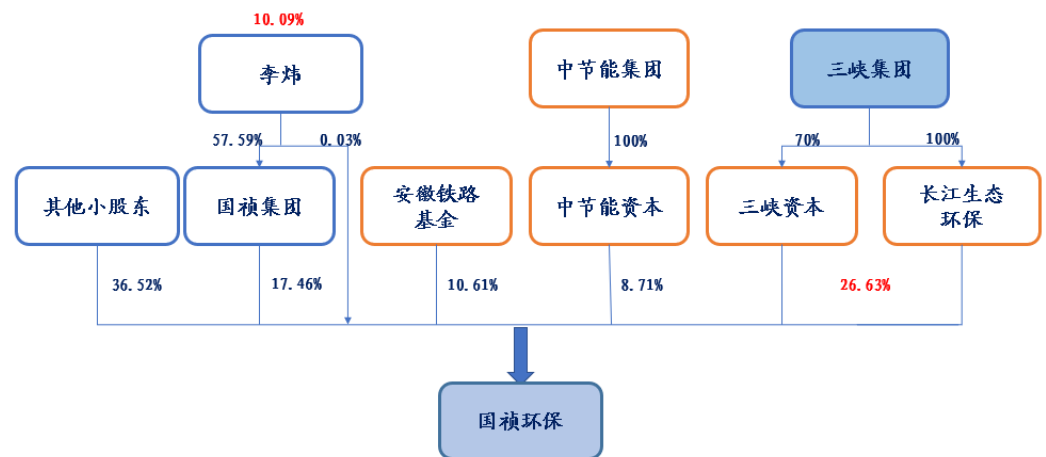 10.09%
李炜
中节能集团
三峡集团
57.59%
0.03%
100%
70%
100%
其他小股东
国祯集团
安徽铁路
基金
中节能资本
三峡资本
长江生态
环保
36.52%
17.46%
10.61%
8.71%
26.63%
国祯环保